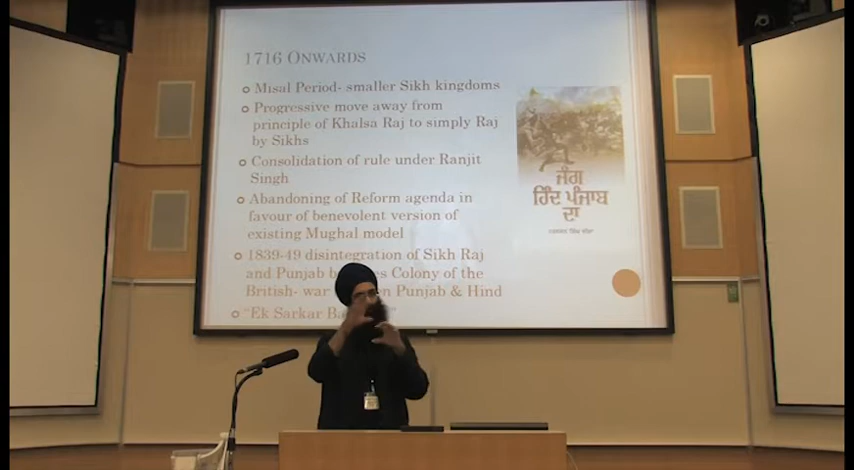 1716 ONWARDS
Misal Period- smaller Sikh kingdoms
Progressive move away from
principle of Khalsa Raj to simply Raj
by Sikhs
Consolidation of rule under Ranjit
Singh
Abandoning of Reform agenda in
favour of benevolent version of
existing Mughal model
1839-49 disintegration of Sikh Raj
and Punjab Colony of the
British- war Punjab & Hind
"Ek Sarkar
ਜੰਗ
ਹਿੰਦ ਪੰਜਾਬ
ਦਾ